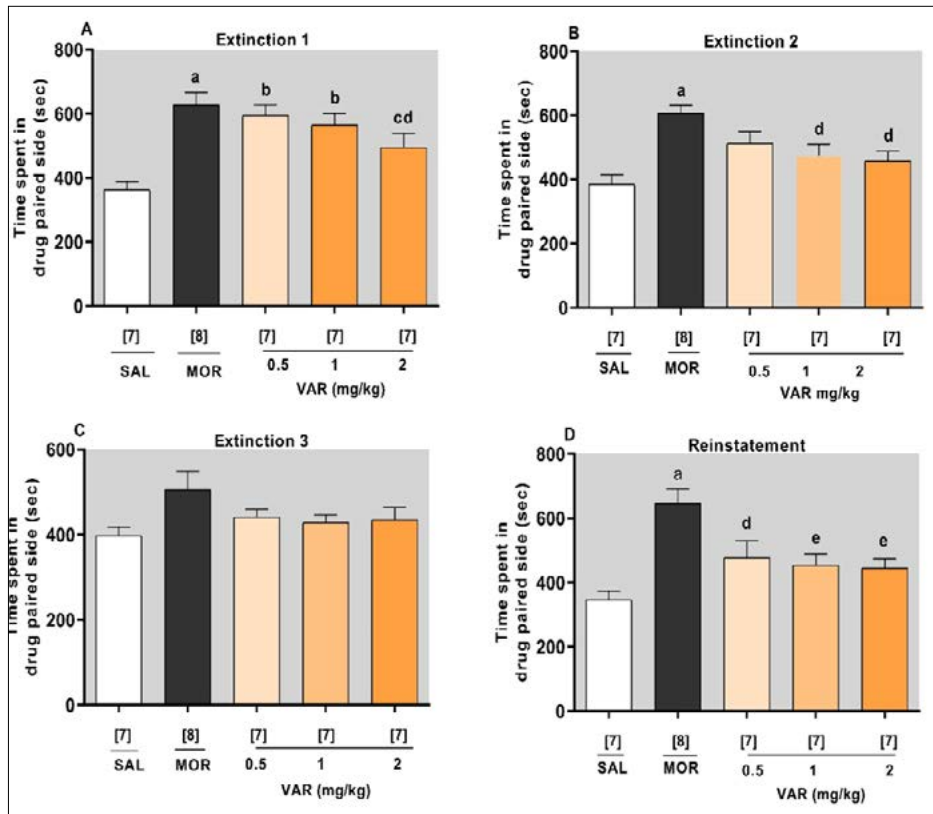 A
Extinction 1
Time spent in
drug paired side (sec)
800
600
400
200
0
a
b
b
cd
[7]
[8]
[7]
[7]
[7]
SAL
MOR
0.5
1
2
VAR (mg/kg)
B
Extinction 2
Time spent in
drug paired side (sec)
800
600
400
200
0
a
d
d
[7]
[8]
[7]
[7]
[7]
SAL
MOR
0.5
1
2
VAR mg/kg
C
Extinction 3
Time spent in
drug paired side (sec)
600
400
200
0
[7]
[8]
[7]
[7]
[7]
SAL
MOR
0.5
1
2
VAR (mg/kg)
D
Reinstatement
Time spent in
drug paired side (sec)
800
600
400
200
0
a
d
e
e
[7]
[8]
[7]
[7]
[7]
SAL
MOR
0.5
1
2
VAR (mg/kg)